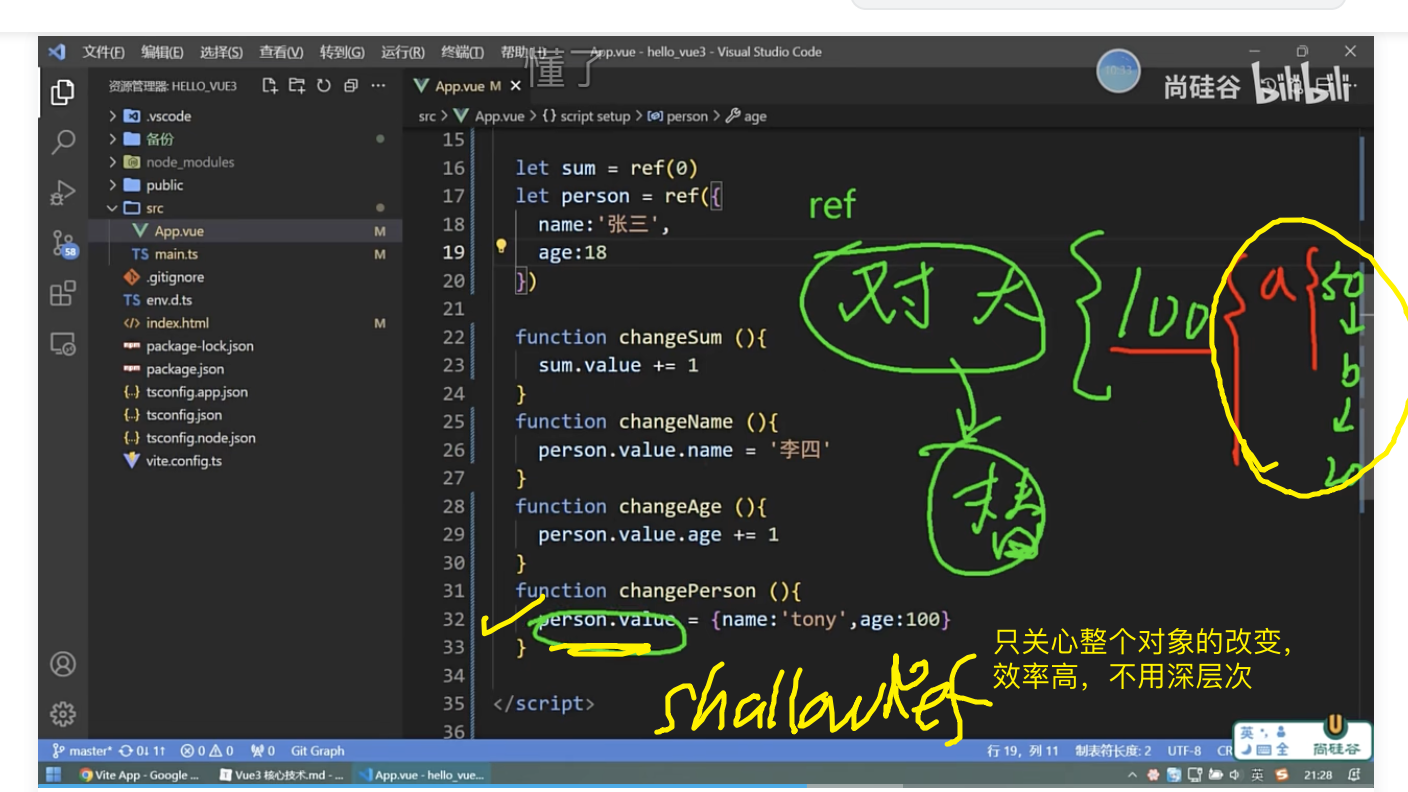 文件(F) 编辑(E) 选择(S) 查看(V) 转到(G) 运行(R) 终端(T) 帮助(H) App.vue - hello_vue3 - Visual Studio Code
懂了
10:33
尚硅谷 bilibili
资源管理器: HELLO_VUE3
App.vue M
src > App.vue > {} script setup > person > age
.vscode
备份
node_modules
public
src
App.vue M
TS main.ts M
.gitignore
TS env.d.ts
index.html M
package-lock.json
package.json
{..} tsconfig.app.json
{..} tsconfig.json
{..} tsconfig.node.json
vite.config.ts
58
15
16 let sum = ref(0)
17 let person = ref({
18 name:'张三',
19 age:18
20 })
21
22 function changeSum (){
23 sum.value += 1
24 }
25 function changeName (){
26 person.value.name = '李四'
27 }
28 function changeAge (){
29 person.value.age += 1
30 }
31 function changePerson (){
32 person.value = {name:'tony',age:100}
33 }
34
35 </script>
36
ref
对大
100
a
50
b
20
shallowRef
只关心整个对象的改变，
效率高，不用深层次
master* 0↓ 1↑ 0 0 0 Git Graph
行 19，列 11 制表符长度: 2 UTF-8 CR
英 全
尚硅谷
Vite App - Google ... Vue3 核心技术.md - ... App.vue - hello_vue...
英 21:28